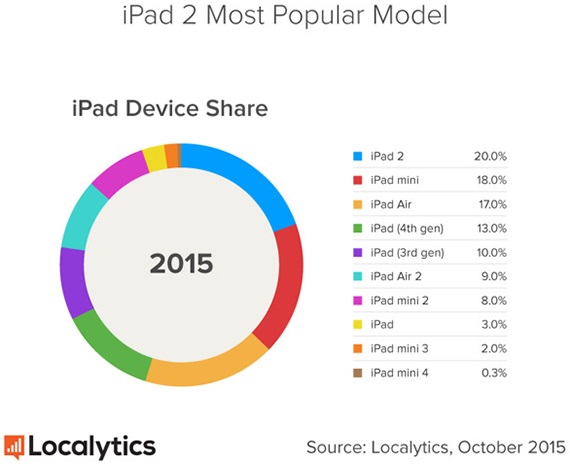 iPad 2 Most Popular Model
iPad Device Share
2015
iPad 2 20.0%
iPad mini 18.0%
iPad Air 17.0%
iPad (4th gen) 13.0%
iPad (3rd gen) 10.0%
iPad Air 2 9.0%
iPad mini 2 8.0%
iPad 3.0%
iPad mini 3 2.0%
iPad mini 4 0.3%
Localytics
Source: Localytics, October 2015